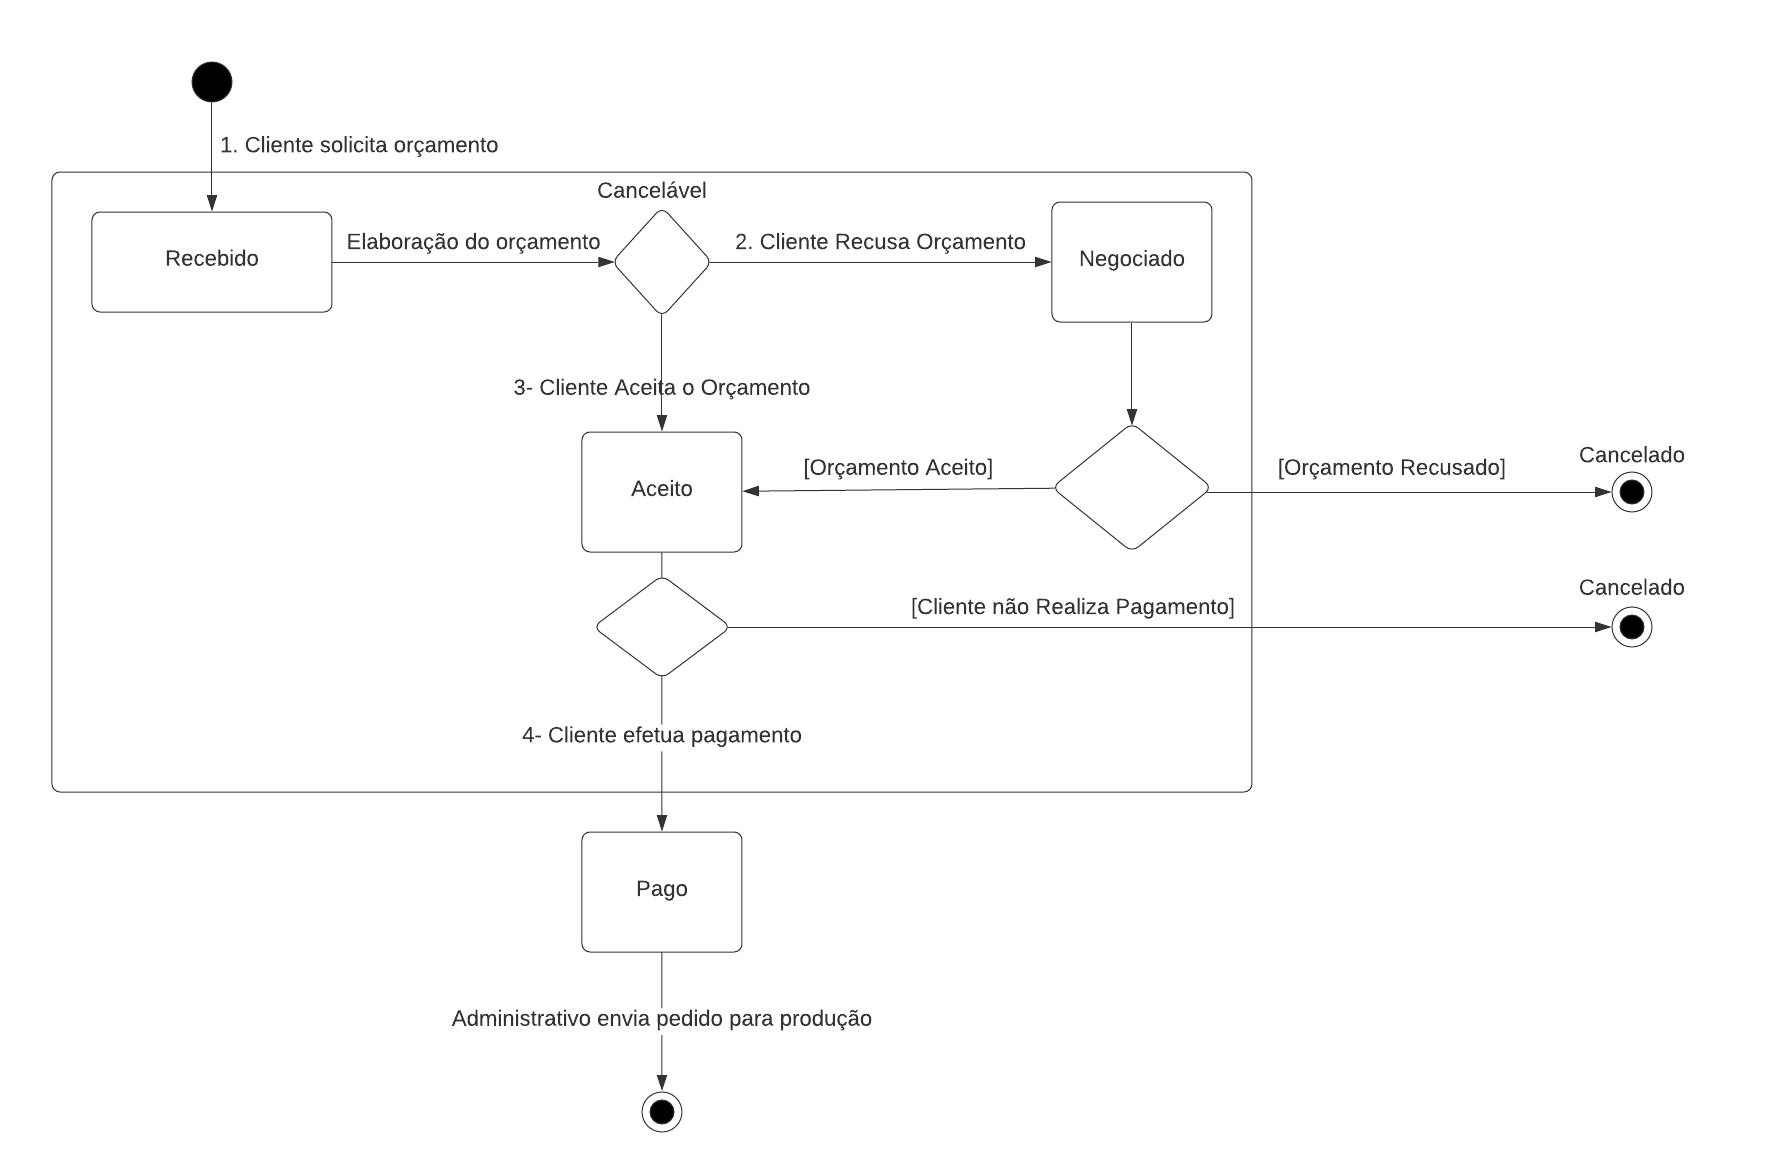 1. Cliente solicita orçamento
Cancelável
Recebido
Elaboração do orçamento
2. Cliente Recusa Orçamento
Negociado
3- Cliente Aceita o Orçamento
Aceito
[Orçamento Aceito]
[Orçamento Recusado]
Cancelado
[Cliente não Realiza Pagamento]
Cancelado
4- Cliente efetua pagamento
Pago
Administrativo envia pedido para produção